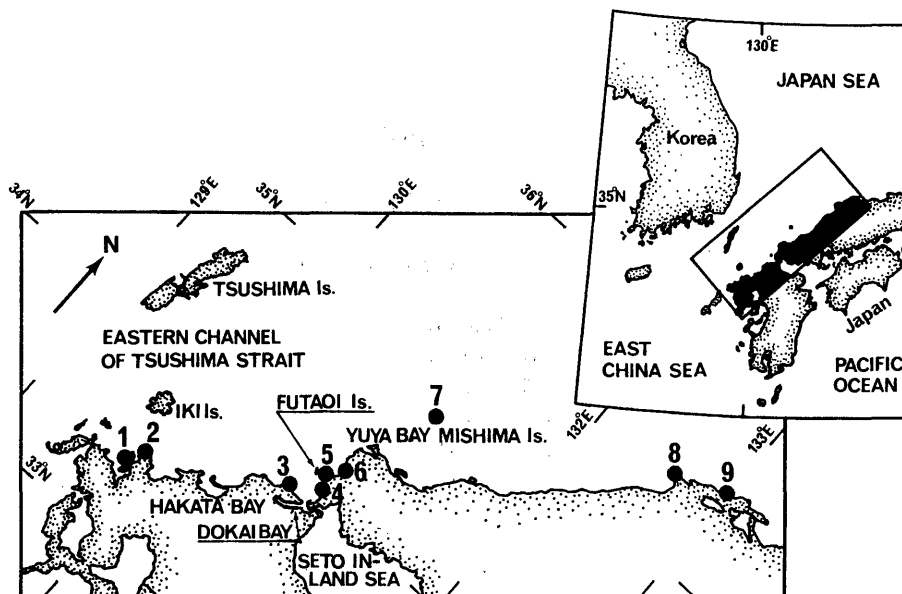 130°E
JAPAN SEA
Korea
35°N
34°N
129°E
35°N
130°E
36°N
N
TSUSHIMA Is.
EASTERN CHANNEL
OF TSUSHIMA STRAIT
EAST
CHINA SEA
Japan
PACIFIC
OCEAN
IKI Is.
FUTAOI Is.
7
132°E
133°E
YUYA BAY MISHIMA Is.
1
2
33°N
3
5
6
4
8
9
HAKATA BAY
DOKAI BAY
SETO IN-
LAND SEA